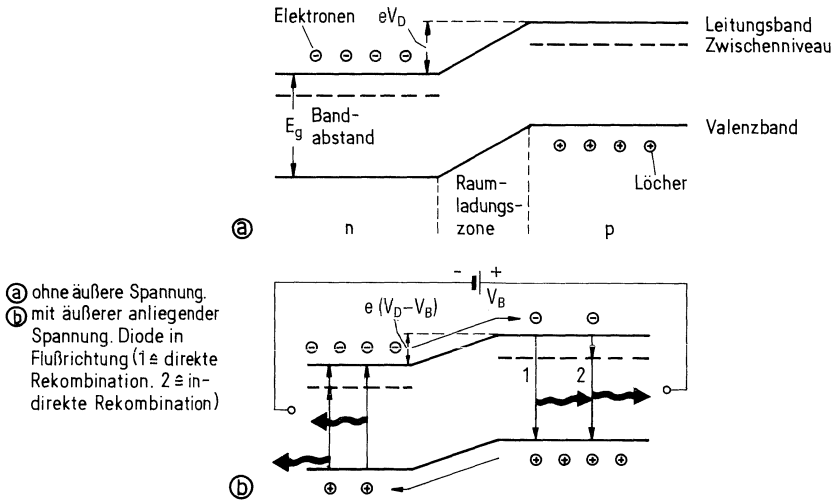 Elektronen
eV_D
Leitungsband
Zwischenniveau
E_g
Band-
abstand
Valenzband
Löcher
Raum-
ladungs-
zone
ⓐ
n
p
ⓐ ohne äußere Spannung.
ⓑ mit äußerer anliegender
Spannung. Diode in
Flußrichtung (1 ≙ direkte
Rekombination. 2 ≙ in-
direkte Rekombination)
- +
V_B
e (V_D–V_B)
1
2
ⓑ